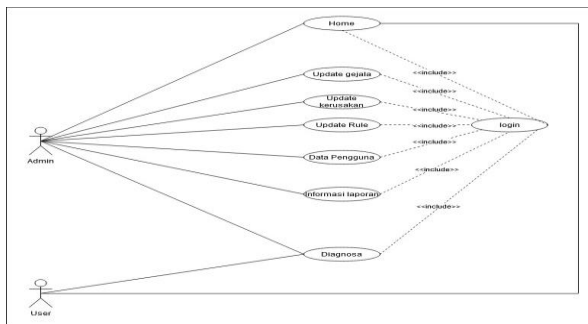 Home
Update gejala
<<include>>
Update
kerusakan
<<include>>
<<include>>
Update Rule
<<include>>
login
<<include>>
Admin
Data Pengguna
<<include>>
Informasi laporan
<<include>>
Diagnosa
User